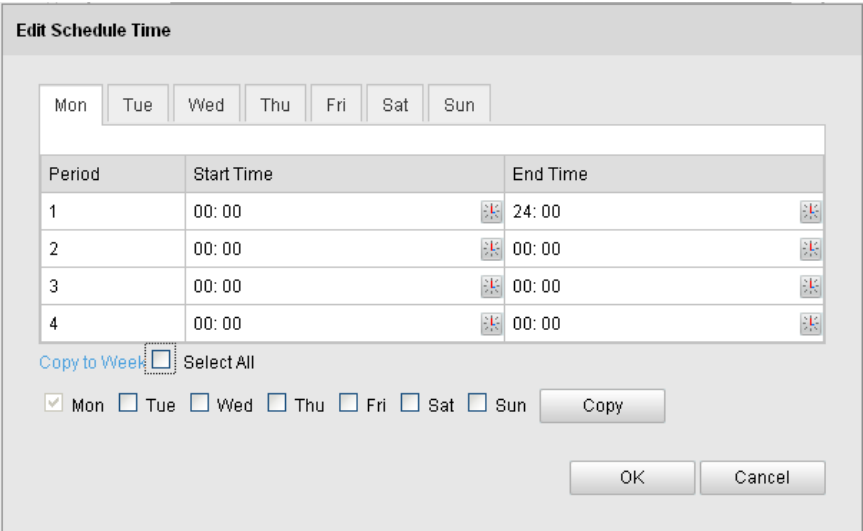 Edit Schedule Time
Mon Tue Wed Thu Fri Sat Sun
Period Start Time End Time
1 00: 00 24: 00
2 00: 00 00: 00
3 00: 00 00: 00
4 00: 00 00: 00
Copy to Week Select All
Mon Tue Wed Thu Fri Sat Sun Copy
OK Cancel